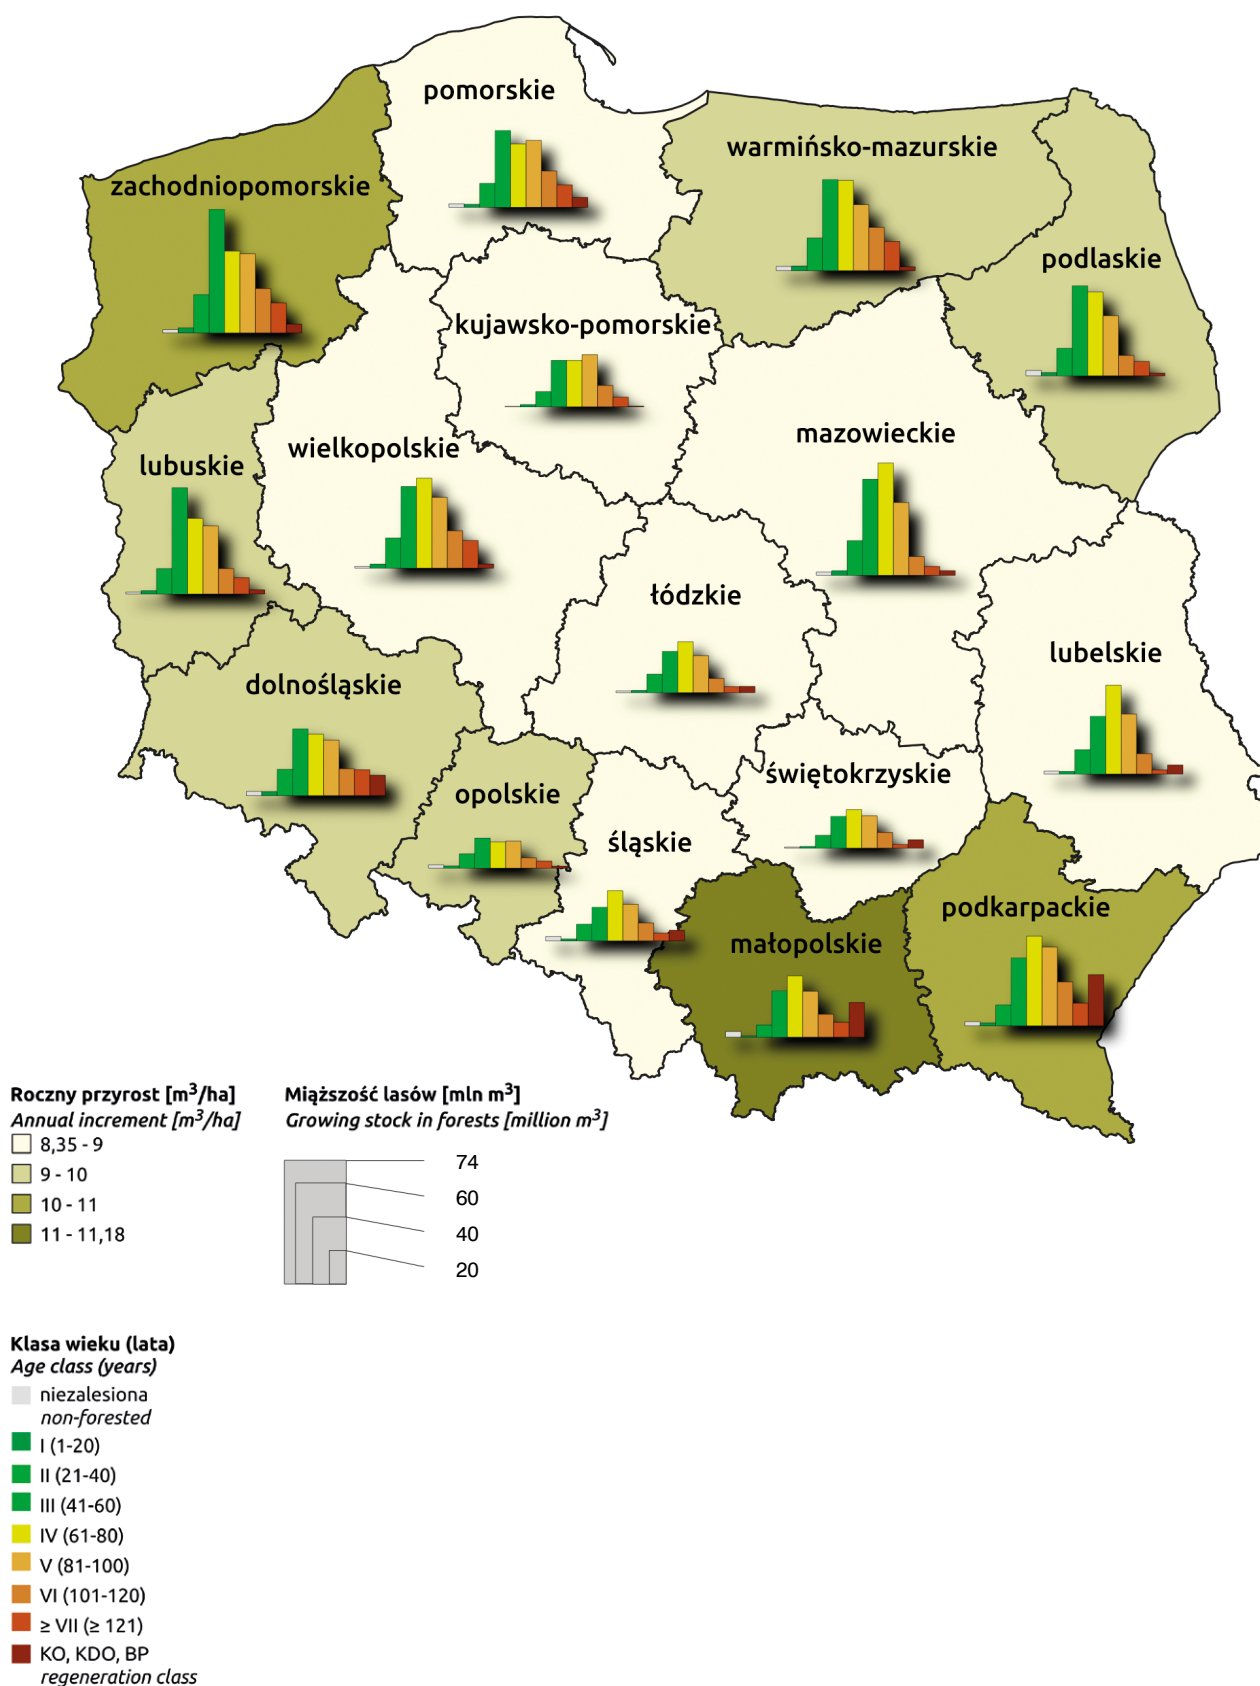 pomorskie
warmińsko-mazurskie
zachodniopomorskie
podlaskie
kujawsko-pomorskie
mazowieckie
wielkopolskie
lubuskie
łódzkie
lubelskie
dolnośląskie
świętokrzyskie
opolskie
śląskie
podkarpackie
małopolskie
Roczny przyrost [m³/ha]
Annual increment [m³/ha]
8,35 - 9
9 - 10
10 - 11
11 - 11,18
Miąższość lasów [mln m³]
Growing stock in forests [million m³]
74
60
40
20
Klasa wieku (lata)
Age class (years)
niezalesiona
non-forested
I (1-20)
II (21-40)
III (41-60)
IV (61-80)
V (81-100)
VI (101-120)
≥ VII (≥ 121)
KO, KDO, BP
regeneration class